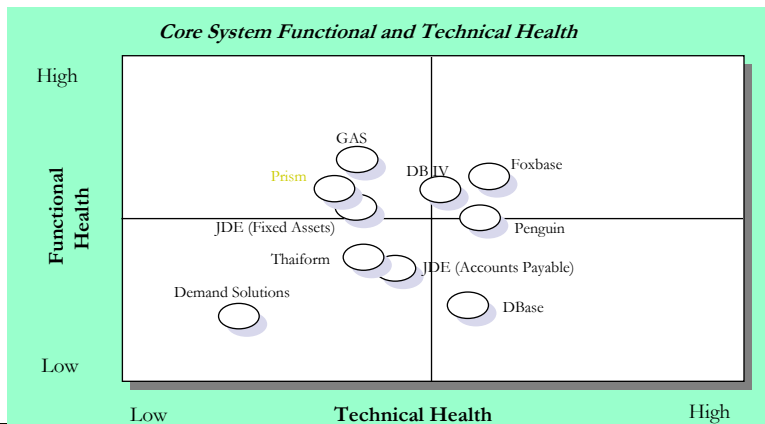 Core System Functional and Technical Health
High
GAS
Prism
DB IV
Foxbase
Functional
Health
JDE (Fixed Assets)
Penguin
Thaiform
JDE (Accounts Payable)
Demand Solutions
DBase
Low
Low
Technical Health
High